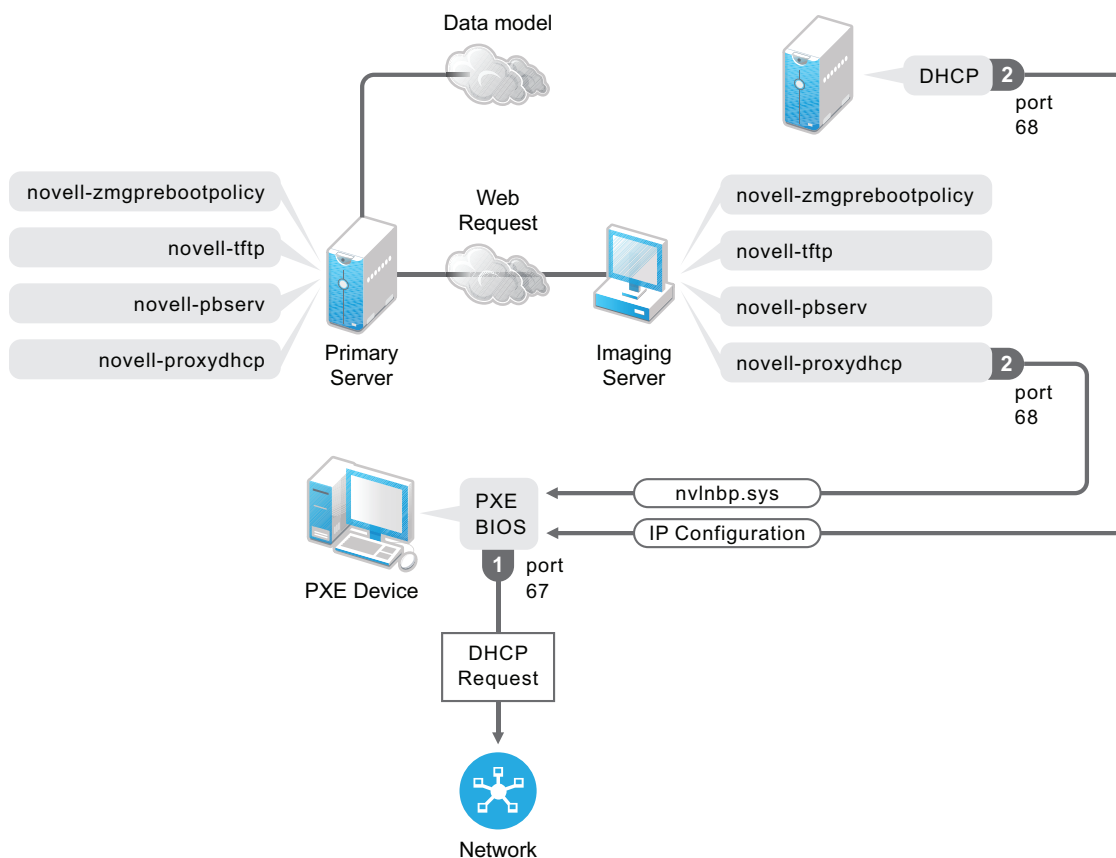 Data model
DHCP
2
port
68
novell-zmgprebootpolicy
novell-tftp
novell-pbserv
novell-proxydhcp
Web
Request
Primary
Server
Imaging
Server
novell-zmgprebootpolicy
novell-tftp
novell-pbserv
novell-proxydhcp
2
port
68
nvlnbp.sys
IP Configuration
PXE
BIOS
PXE Device
1
port
67
DHCP
Request
Network